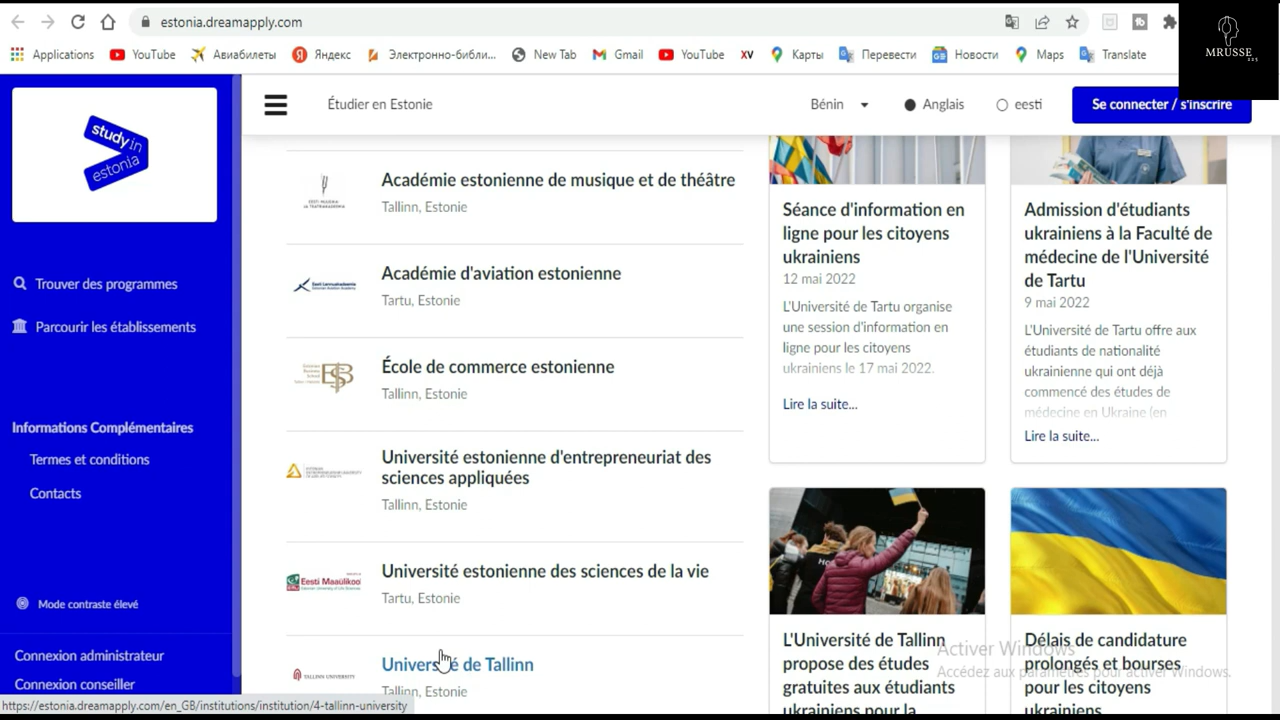 estonia.dreamapply.com
MRUSSE
225
Applications
YouTube
Авиабилеты
Яндекс
Электронно-библи...
New Tab
Gmail
YouTube
XV
Карты
Перевести
Новости
Maps
Translate
study in
estonia
Étudier en Estonie
Bénin
Anglais
eesti
Se connecter / s'inscrire
Trouver des programmes
Parcourir les établissements
Informations Complémentaires
Termes et conditions
Contacts
Mode contraste élevé
Connexion administrateur
Connexion conseiller
Académie estonienne de musique et de théâtre
Tallinn, Estonie
Académie d'aviation estonienne
Tartu, Estonie
École de commerce estonienne
Tallinn, Estonie
Université estonienne d'entrepreneuriat des
sciences appliquées
Tallinn, Estonie
Eesti Maaülikool
Université estonienne des sciences de la vie
Tartu, Estonie
TALLINN UNIVERSITY
Université de Tallinn
Tallinn, Estonie
Séance d'information en
ligne pour les citoyens
ukrainiens
12 mai 2022
L'Université de Tartu organise
une session d'information en
ligne pour les citoyens
ukrainiens le 17 mai 2022.
Lire la suite...
Admission d'étudiants
ukrainiens à la Faculté de
médecine de l'Université
de Tartu
9 mai 2022
L'Université de Tartu offre aux
étudiants de nationalité
ukrainienne qui ont déjà
commencé des études de
médecine en Ukraine (en
Lire la suite...
L'Université de Tallinn
propose des études
gratuites aux étudiants
ukrainiens pour la
Délais de candidature
prolongés et bourses
pour les citoyens
ukrainiens
Activer Windows
Accédez aux paramètres pour activer Windows.
https://estonia.dreamapply.com/en_GB/institutions/institution/4-tallinn-university